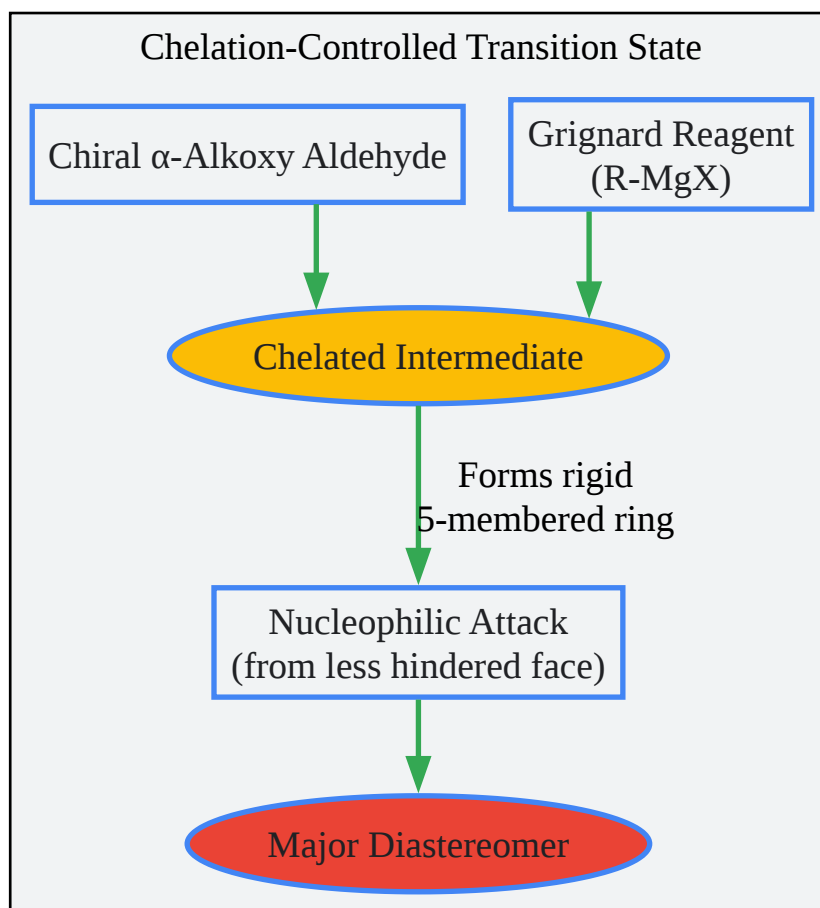 Chelation-Controlled Transition State
Chiral α-Alkoxy Aldehyde
Grignard Reagent
(R-MgX)
Chelated Intermediate
Forms rigid
5-membered ring
Nucleophilic Attack
(from less hindered face)
Major Diastereomer